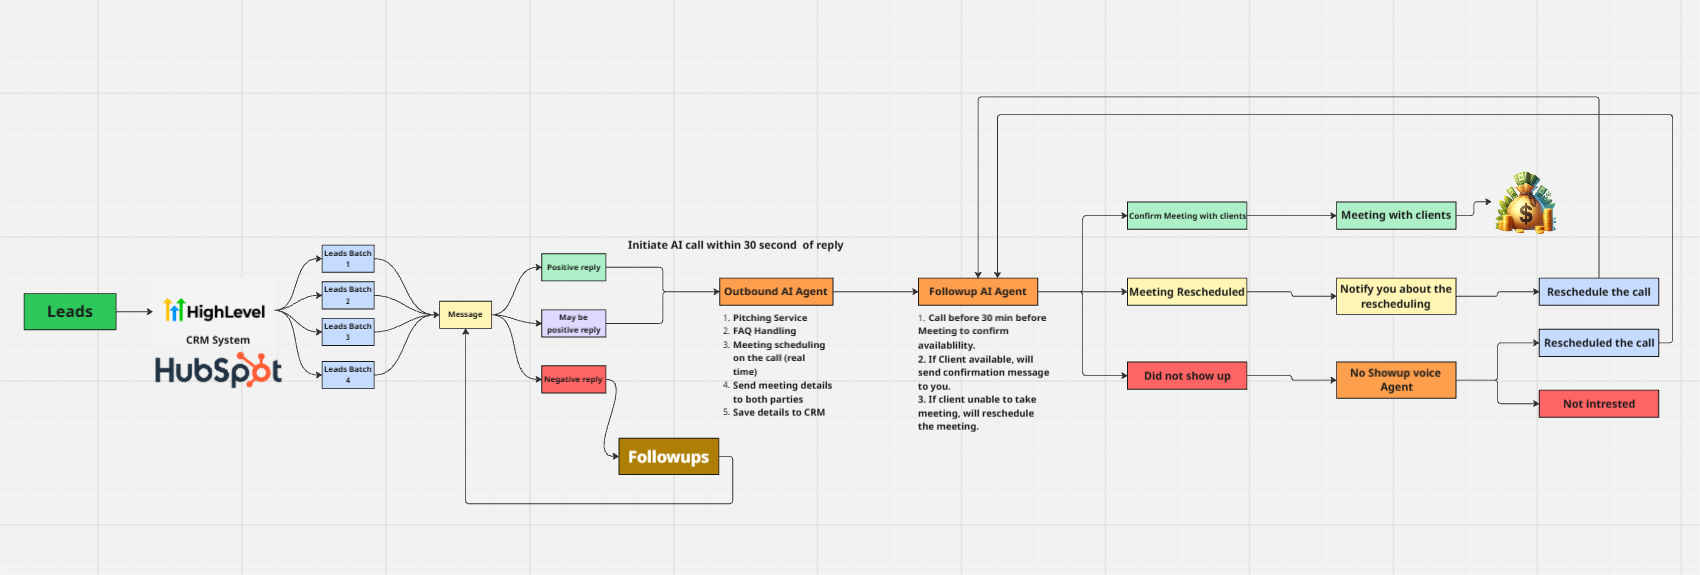 Leads
HighLevel
CRM System
HubSpot
Leads Batch
1
Leads Batch
2
Leads Batch
3
Leads Batch
4
Message
Positive reply
May be
positive reply
Negative reply
Followups
Initiate AI call within 30 second of reply
Outbound AI Agent
1. Pitching Service
2. FAQ Handling
3. Meeting scheduling
on the call (real
time)
4. Send meeting details
to both parties
5. Save details to CRM
Followup AI Agent
1. Call before 30 min before
Meeting to confirm
availablility.
2. If Client available, will
send confirmation message
to you.
3. If client unable to take
meeting, will reschedule
the meeting.
Confirm Meeting with clients
Meeting with clients
$
Meeting Rescheduled
Notify you about the
rescheduling
Reschedule the call
Did not show up
No Showup voice
Agent
Rescheduled the call
Not intrested